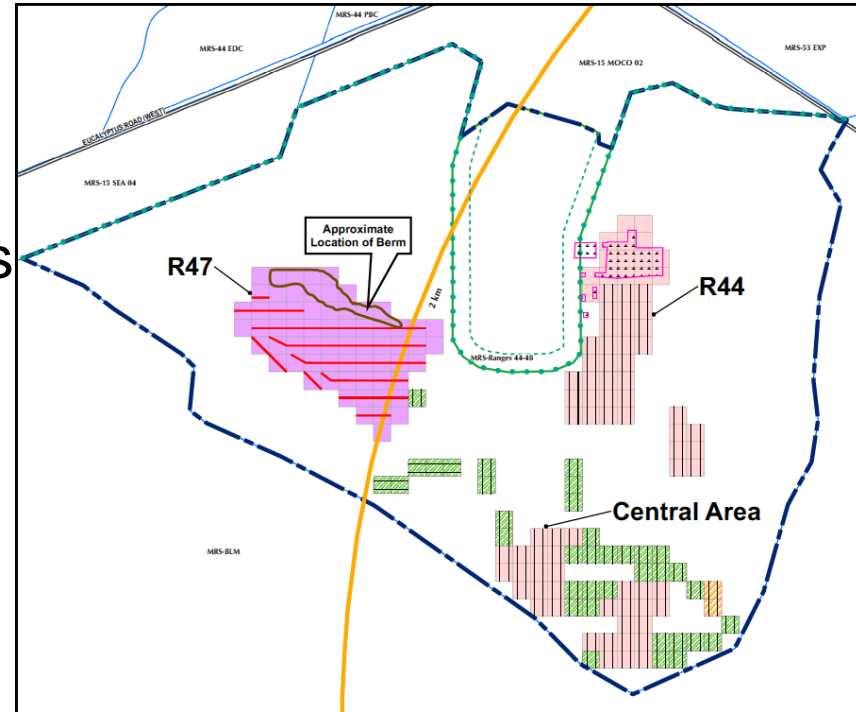 MRS-44 PBC
MRS-44 EDC
MRS-53 EXP
MRS-15 MOCO 02
EUCALYPTUS ROAD (WEST)
MRS-15 SEA 04
s
Approximate
Location of Berm
R47
R44
2 km
MRS-Ranges 44-48
Central Area
MRS-BLM